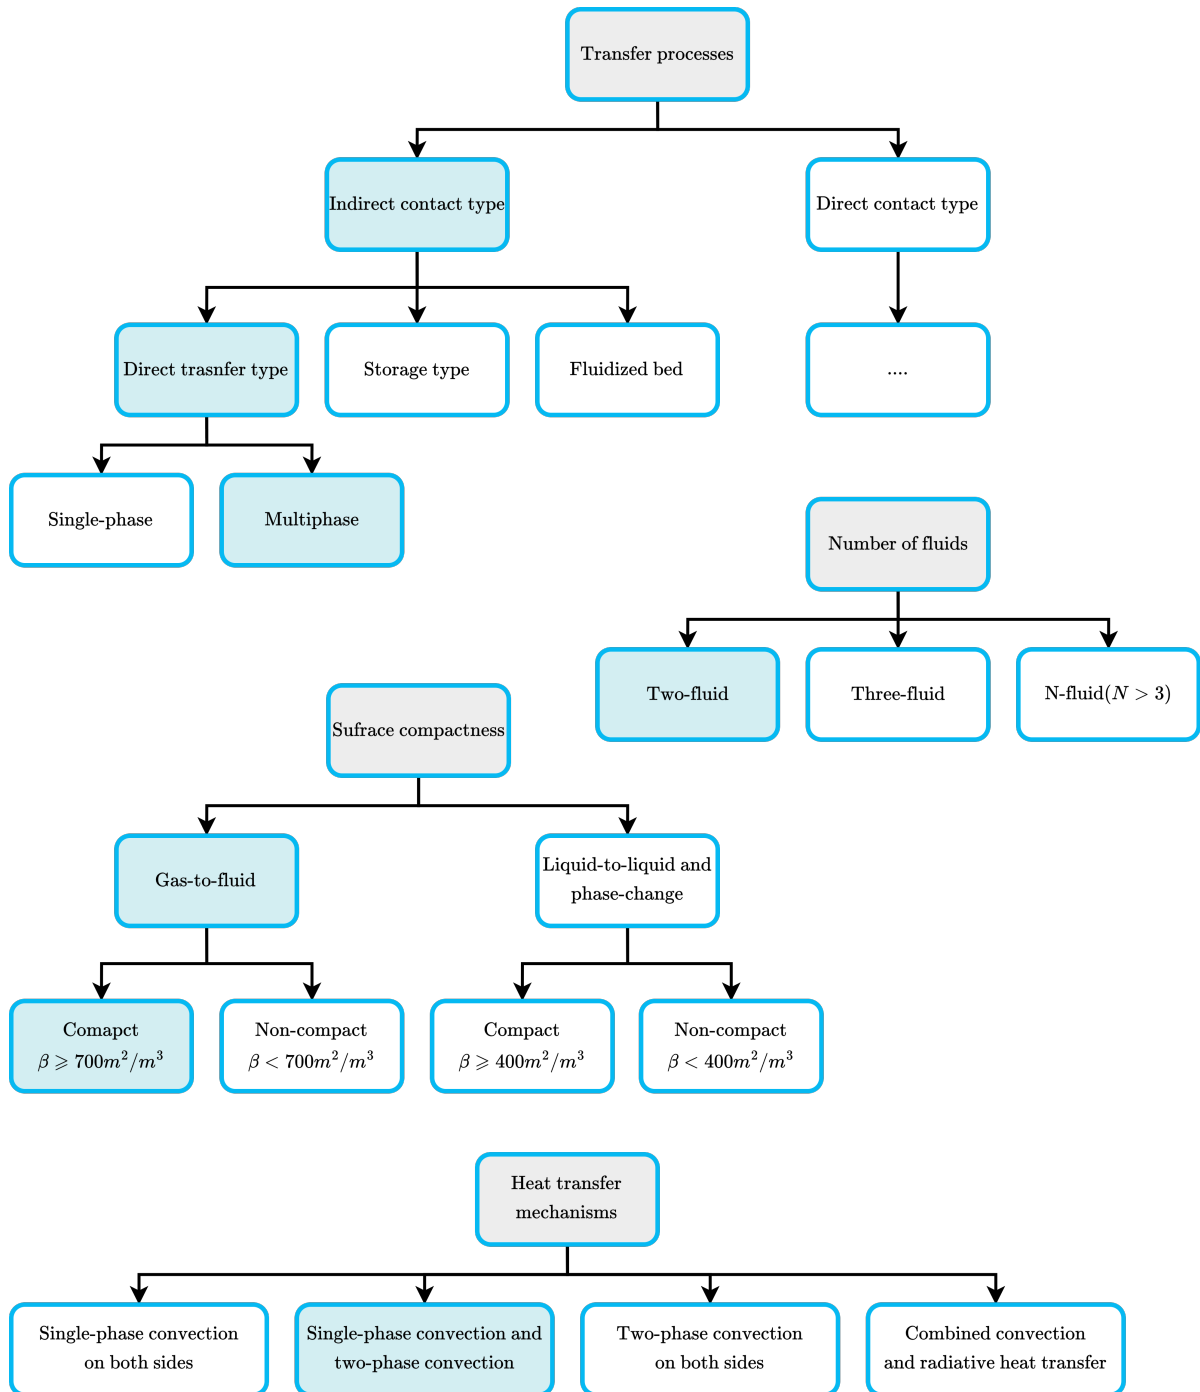 Transfer processes
Indirect contact type
Direct contact type
Direct trasnfer type
Storage type
Fluidized bed
....
Single-phase
Multiphase
Number of fluids
Two-fluid
Three-fluid
N-fluid(N > 3)
Sufrace compactness
Gas-to-fluid
Liquid-to-liquid and
phase-change
Comapct
β ⩾ 700m²/m³
Non-compact
β < 700m²/m³
Compact
β ⩾ 400m²/m³
Non-compact
β < 400m²/m³
Heat transfer
mechanisms
Single-phase convection
on both sides
Single-phase convection and
two-phase convection
Two-phase convection
on both sides
Combined convection
and radiative heat transfer